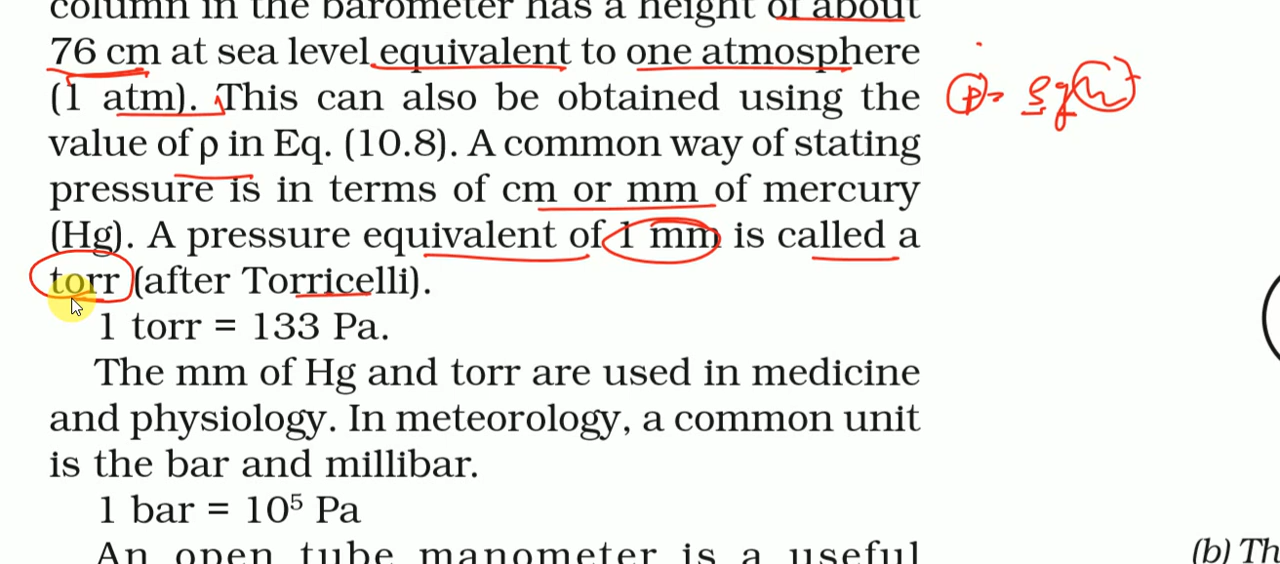 column in the barometer has a height of about
76 cm at sea level equivalent to one atmosphere
(1 atm). This can also be obtained using the
value of ρ in Eq. (10.8). A common way of stating
pressure is in terms of cm or mm of mercury
(Hg). A pressure equivalent of 1 mm is called a
torr (after Torricelli).
1 torr = 133 Pa.
The mm of Hg and torr are used in medicine
and physiology. In meteorology, a common unit
is the bar and millibar.
1 bar = 10⁵ Pa
An open tube manometer is a useful
P = ρgh
(b) Th